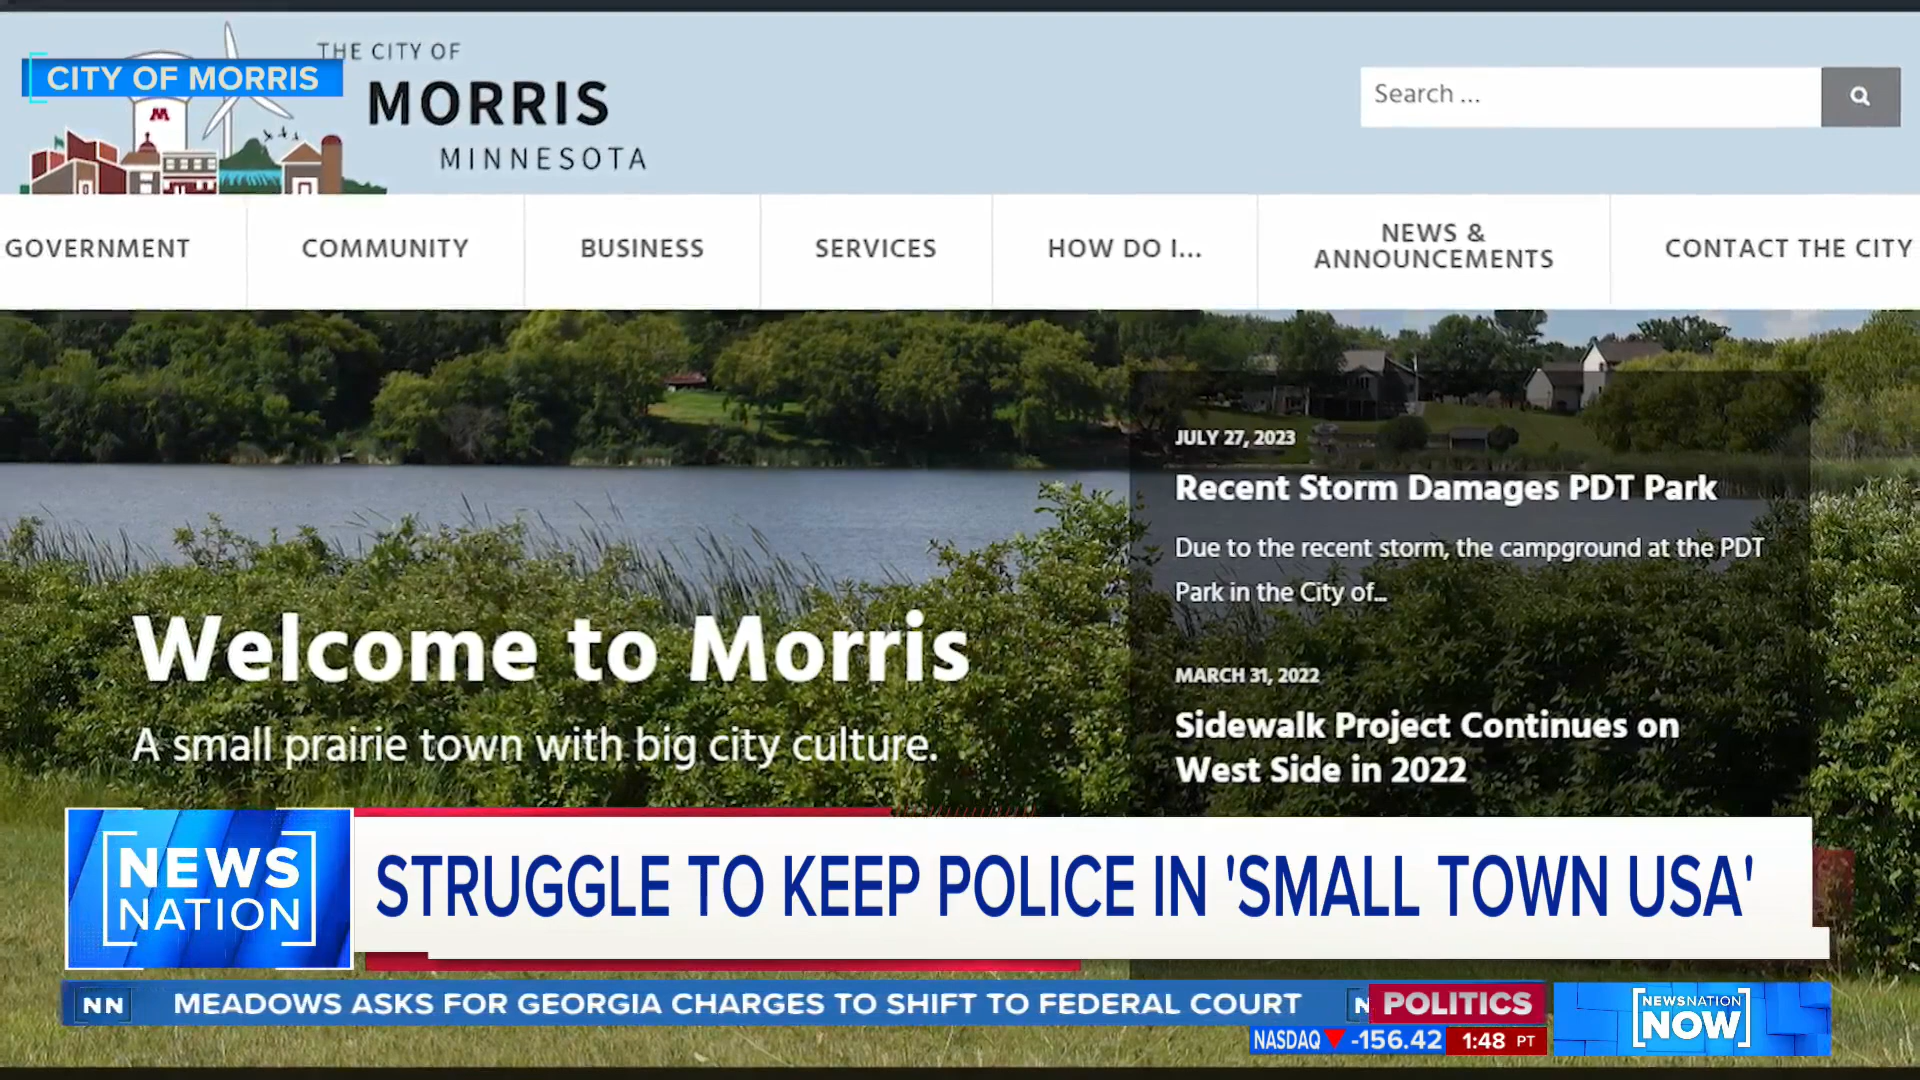 CITY OF MORRIS
THE CITY OF
MORRIS
MINNESOTA
M
Search ...
GOVERNMENT
COMMUNITY
BUSINESS
SERVICES
HOW DO I...
NEWS &
ANNOUNCEMENTS
CONTACT THE CITY
JULY 27, 2023
Recent Storm Damages PDT Park
Due to the recent storm, the campground at the PDT
Park in the City of...
Welcome to Morris
A small prairie town with big city culture.
MARCH 31, 2022
Sidewalk Project Continues on
West Side in 2022
NEWS
NATION
STRUGGLE TO KEEP POLICE IN 'SMALL TOWN USA'
NN MEADOWS ASKS FOR GEORGIA CHARGES TO SHIFT TO FEDERAL COURT N POLITICS
NEWSNATION
NOW
NASDAQ -156.42 1:48 PT